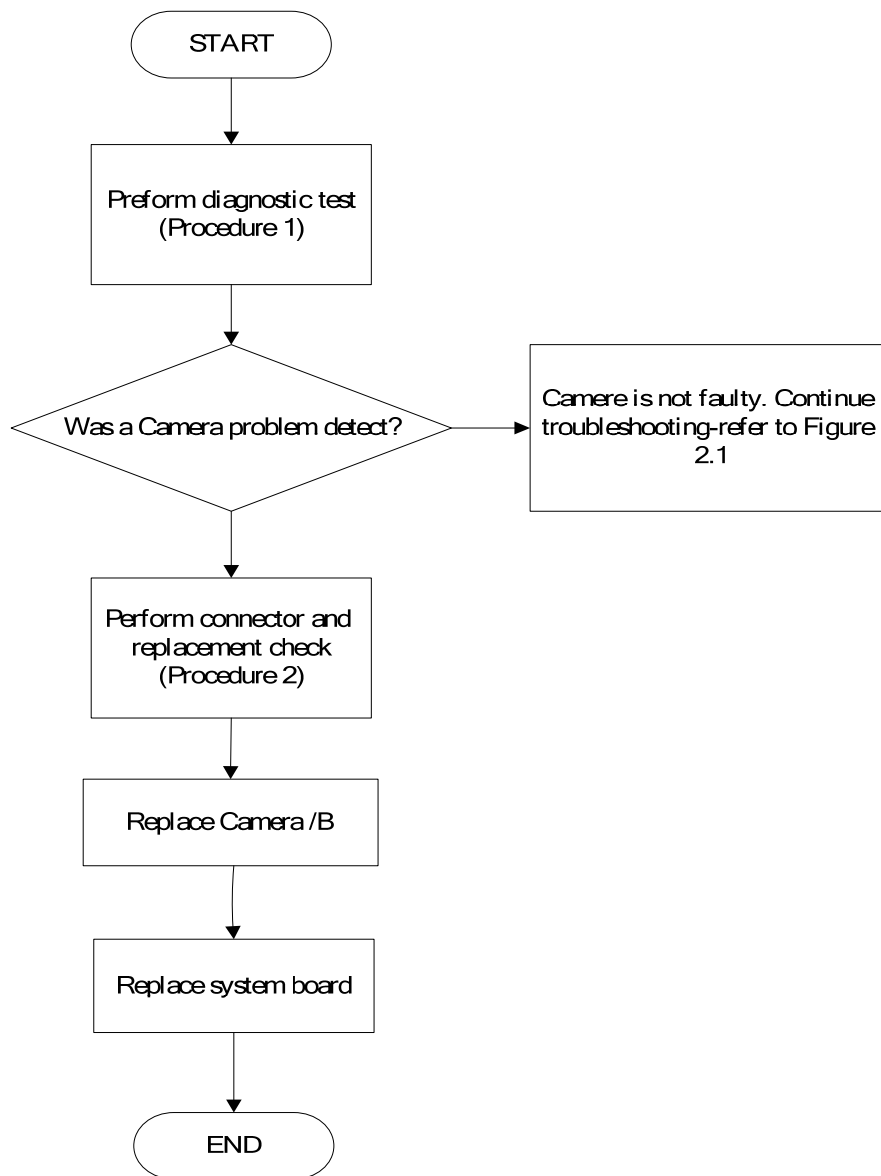 START
Preform diagnostic test
(Procedure 1)
Was a Camera problem detect?
Camere is not faulty. Continue
troubleshooting-refer to Figure
2.1
Perform connector and
replacement check
(Procedure 2)
Replace Camera /B
Replace system board
END